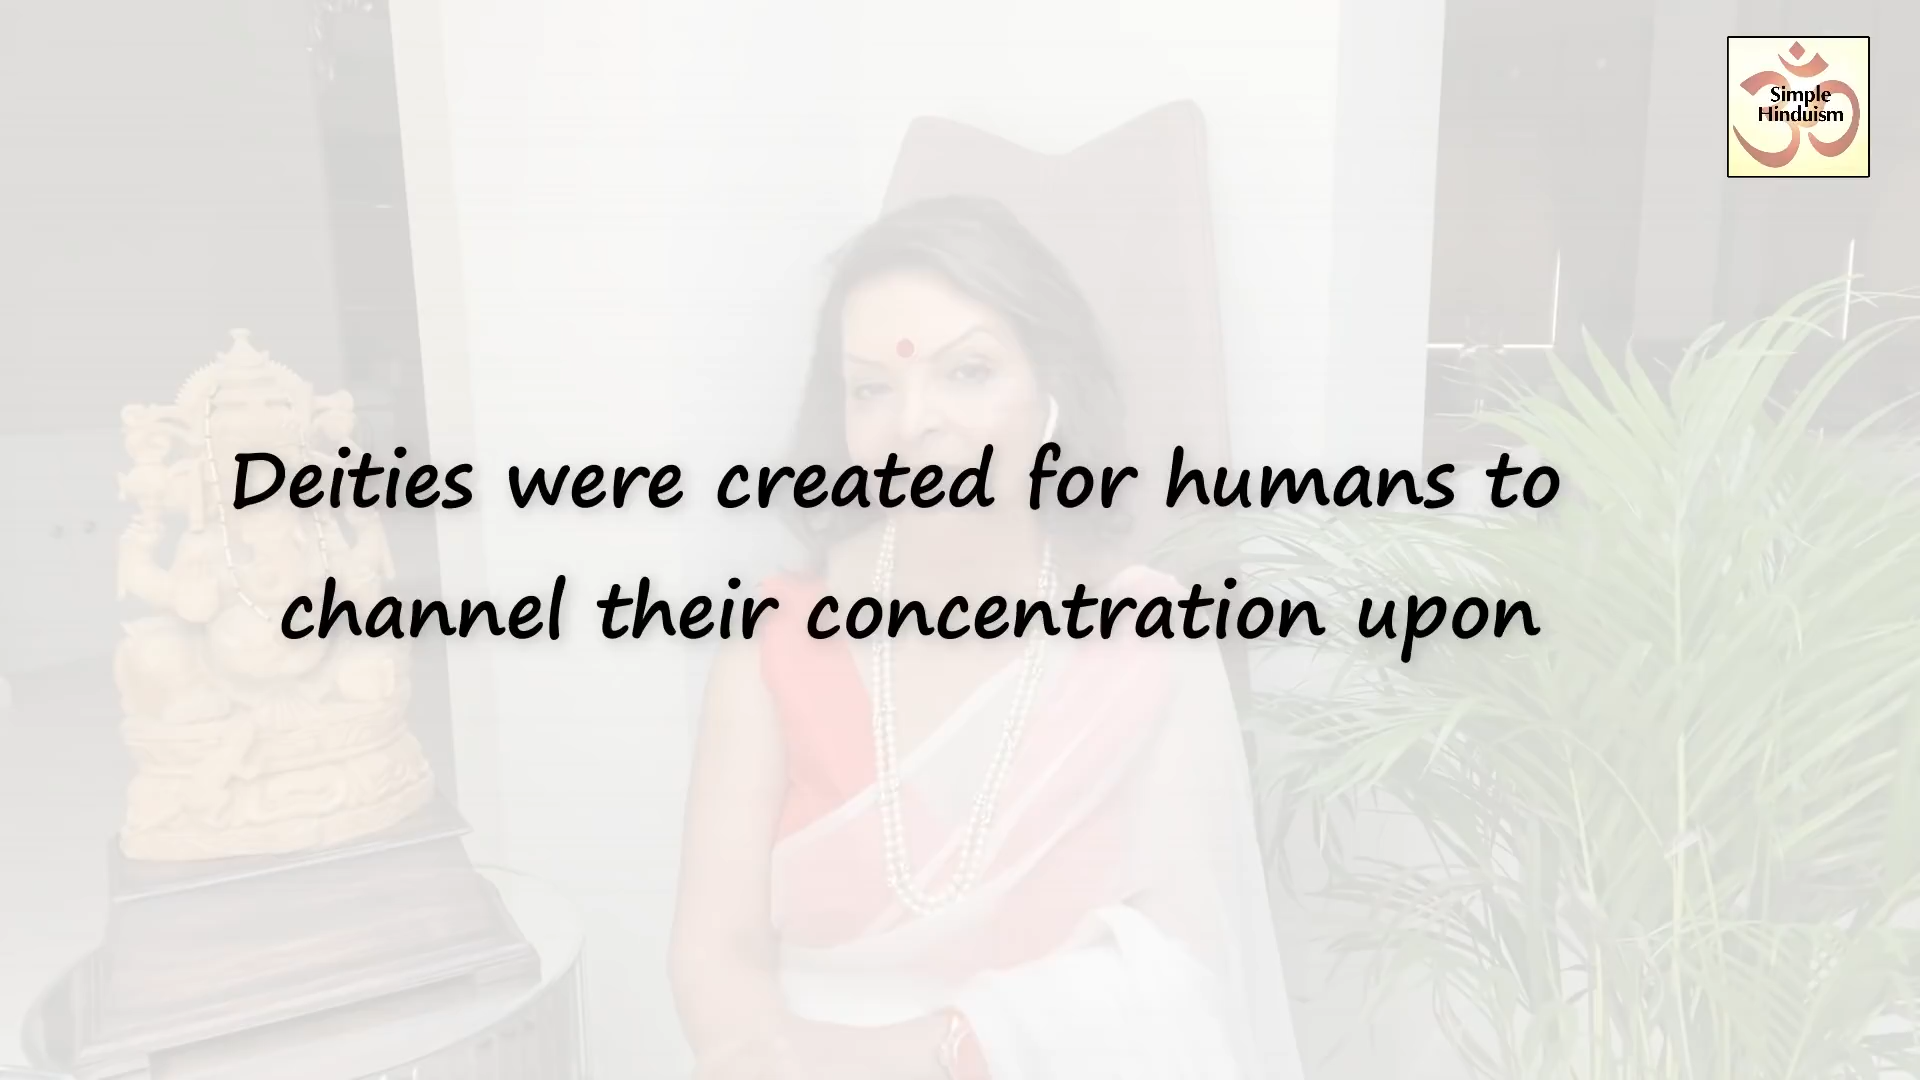 Simple
Hinduism
Deities were created for humans to
channel their concentration upon